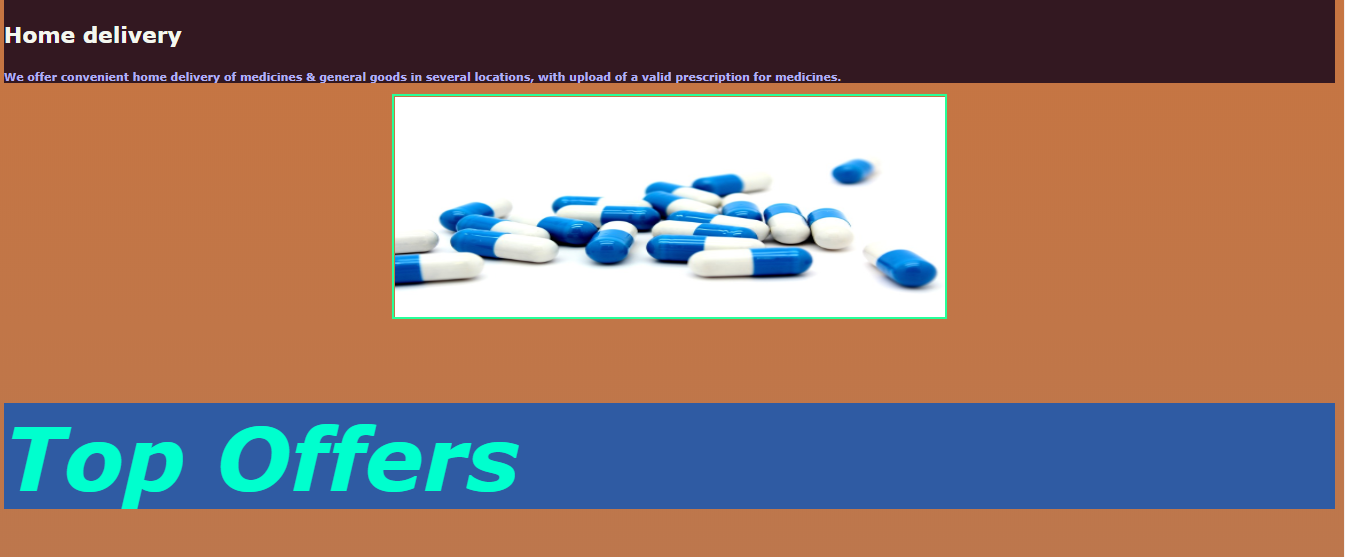 Home delivery
We offer convenient home delivery of medicines & general goods in several locations, with upload of a valid prescription for medicines.
Top Offers